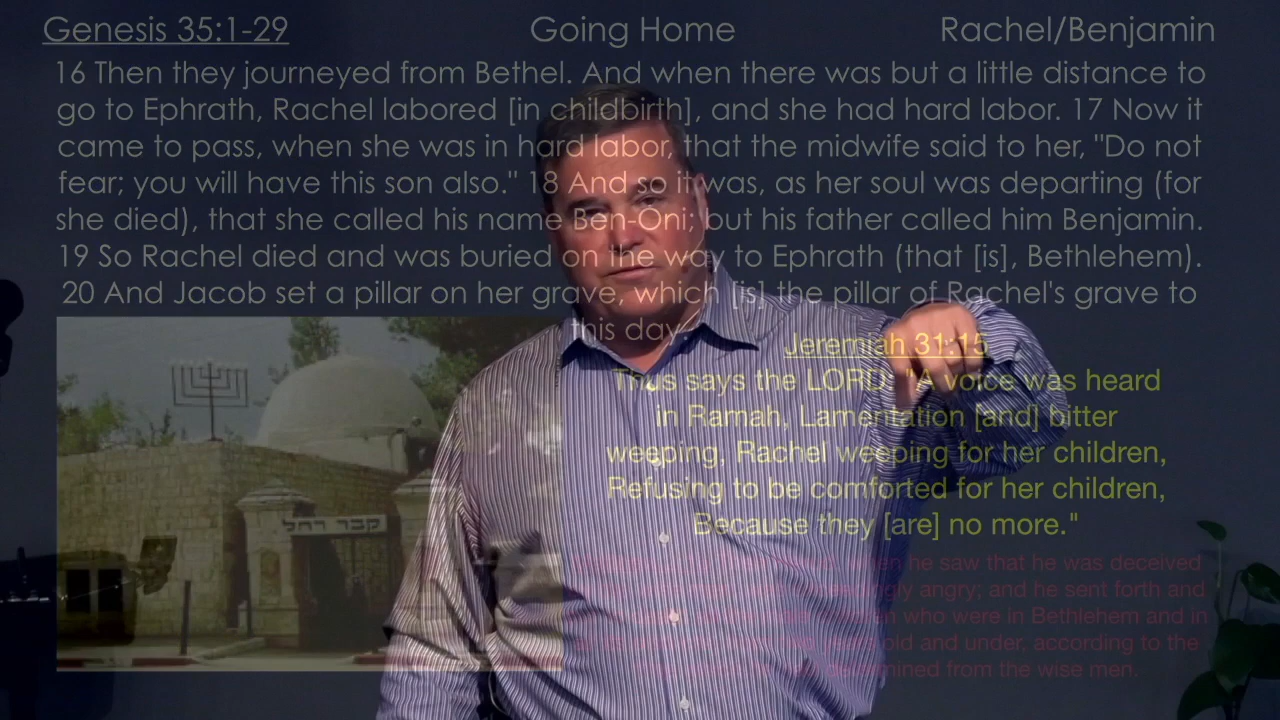 Genesis 35:1-29
Going Home
Rachel/Benjamin
16 Then they journeyed from Bethel. And when there was but a little distance to
go to Ephrath, Rachel labored [in childbirth], and she had hard labor. 17 Now it
came to pass, when she was in hard labor, that the midwife said to her, "Do not
fear; you will have this son also." 18 And so it was, as her soul was departing (for
she died), that she called his name Ben-Oni; but his father called him Benjamin.
19 So Rachel died and was buried on the way to Ephrath (that [is], Bethlehem).
20 And Jacob set a pillar on her grave, which [is] the pillar of Rachel's grave to
this day
קבר רחל
Jeremiah 31:15
Thus says the LORD: "A voice was heard
in Ramah, Lamentation [and] bitter
weeping, Rachel weeping for her children,
Refusing to be comforted for her children,
Because they [are] no more."
he saw that he was deceived
angry; and he sent forth and
who were in Bethlehem and in
old and under, according to the
from the wise men.